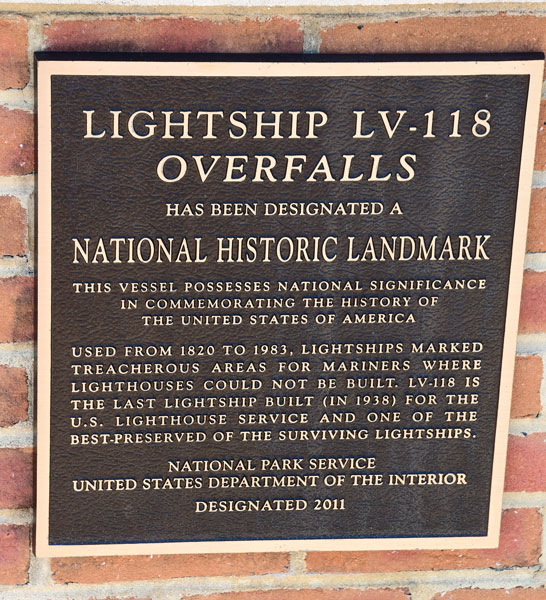 LIGHTSHIP LV-118
OVERFALLS
HAS BEEN DESIGNATED A
NATIONAL HISTORIC LANDMARK
THIS VESSEL POSSESSES NATIONAL SIGNIFICANCE
IN COMMEMORATING THE HISTORY OF
THE UNITED STATES OF AMERICA
USED FROM 1820 TO 1983, LIGHTSHIPS MARKED
TREACHEROUS AREAS FOR MARINERS WHERE
LIGHTHOUSES COULD NOT BE BUILT. LV-118 IS
THE LAST LIGHTSHIP BUILT (IN 1938) FOR THE
U.S. LIGHTHOUSE SERVICE AND ONE OF THE
BEST-PRESERVED OF THE SURVIVING LIGHTSHIPS.
NATIONAL PARK SERVICE
UNITED STATES DEPARTMENT OF THE INTERIOR
DESIGNATED 2011